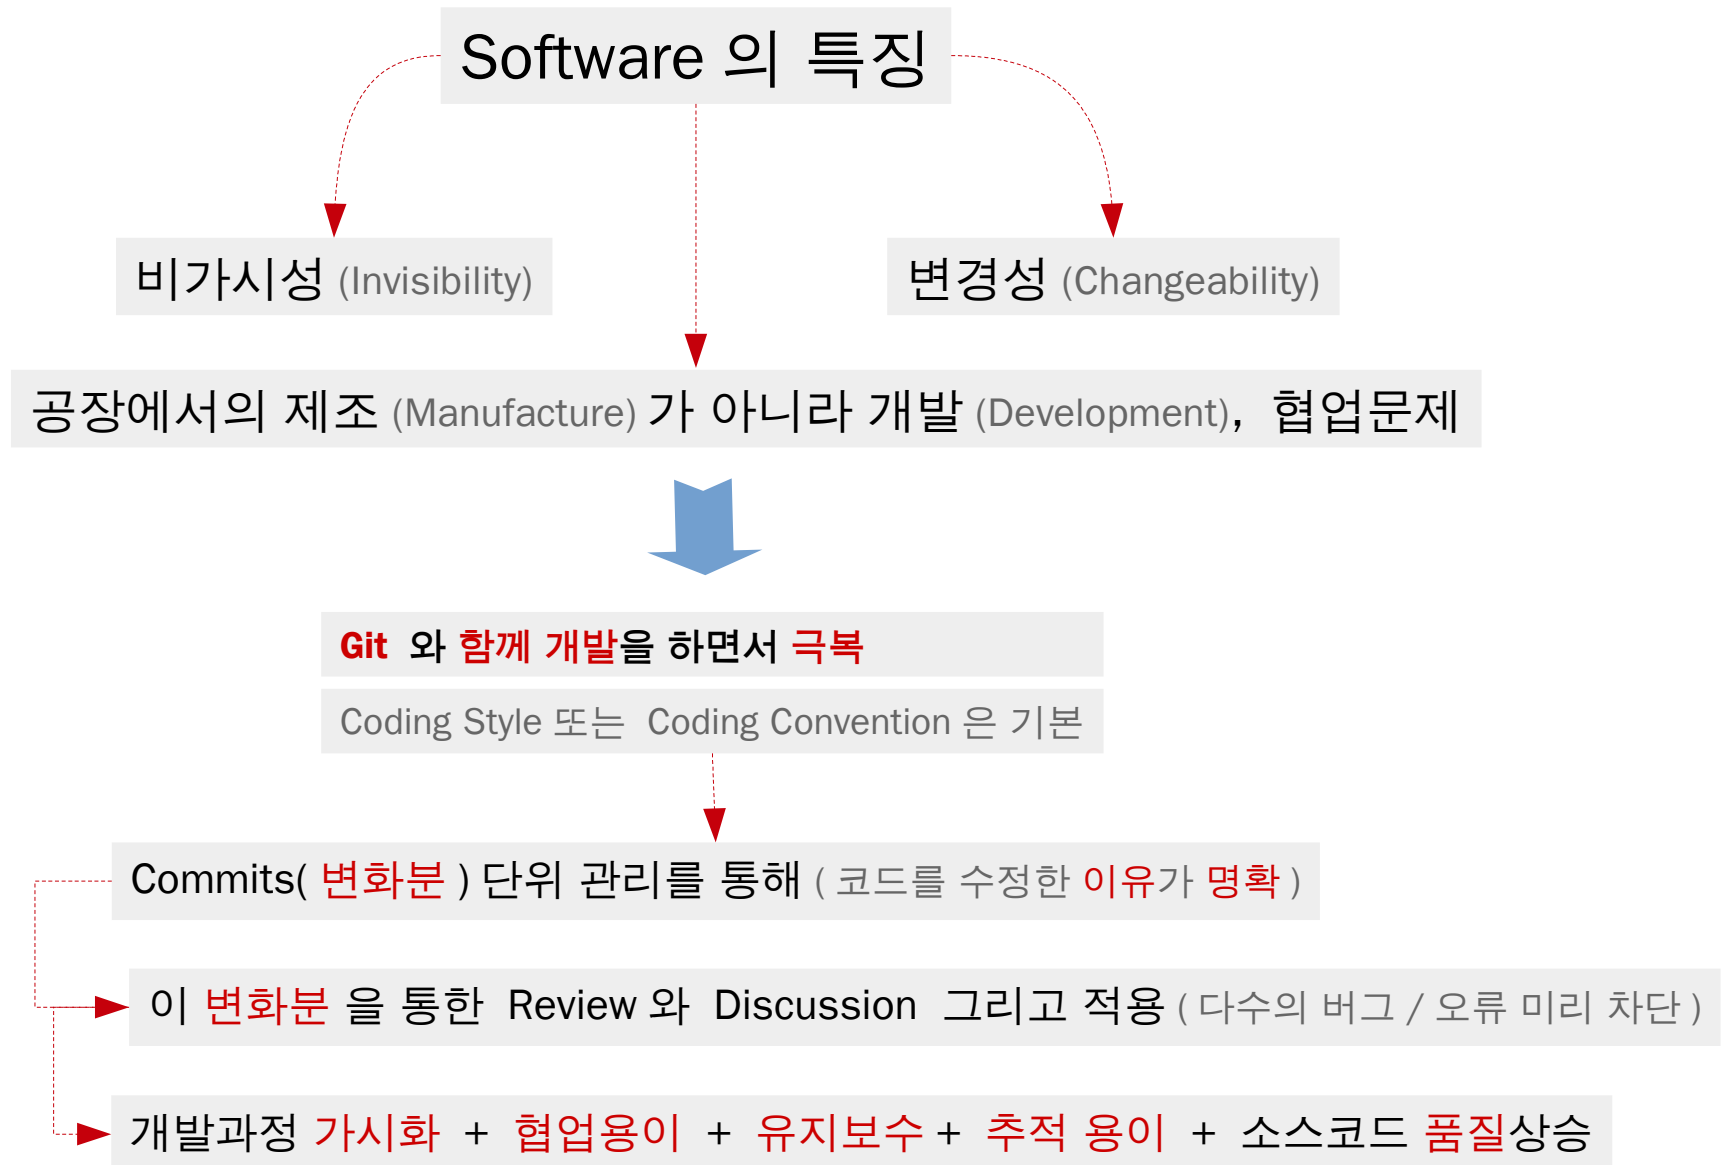 Software 의 특징
비가시성 (Invisibility)
변경성 (Changeability)
공장에서의 제조 (Manufacture) 가 아니라 개발 (Development), 협업문제
Git 와 함께 개발을 하면서 극복
Coding Style 또는 Coding Convention 은 기본
Commits( 변화분 ) 단위 관리를 통해 ( 코드를 수정한 이유가 명확 )
이 변화분 을 통한 Review 와 Discussion 그리고 적용 ( 다수의 버그 / 오류 미리 차단 )
개발과정 가시화 + 협업용이 + 유지보수 + 추적 용이 + 소스코드 품질상승